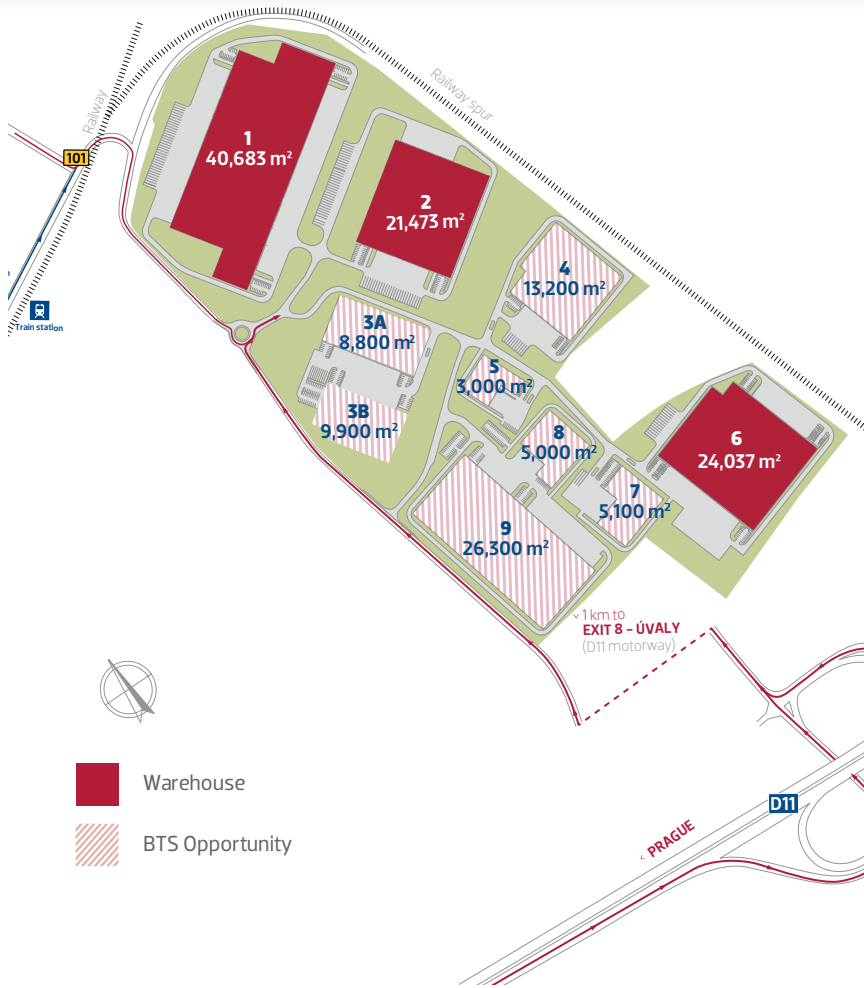 Railway spur
Railway
101
1
40,683 m²
2
21,473 m²
4
13,200 m²
Train station
3A
8,800 m²
5
3,000 m²
3B
9,900 m²
8
5,000 m²
6
24,037 m²
7
5,100 m²
9
26,300 m²
1 km to
EXIT 8 – ÚVALY
(D11 motorway)
Warehouse
BTS Opportunity
D11
‹ PRAGUE